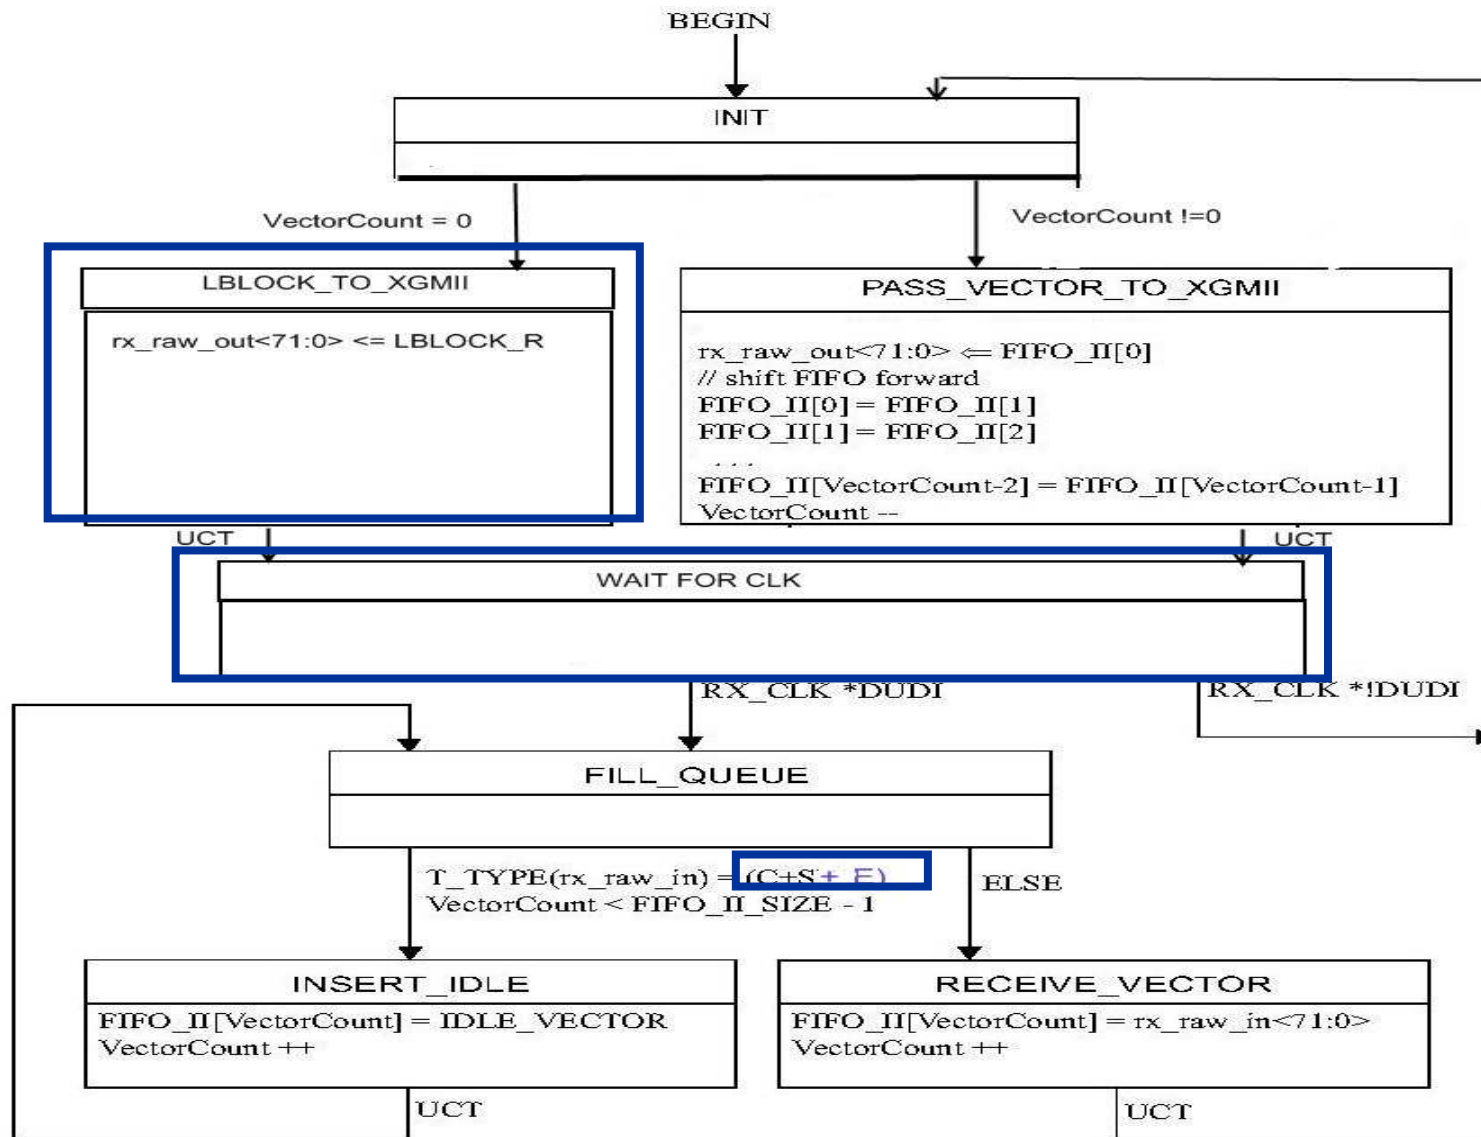 BEGIN
INIT
VectorCount = 0
VectorCount !=0
LBLOCK_TO_XGMII
rx_raw_out<71:0> <= LBLOCK_R
PASS_VECTOR_TO_XGMII
rx_raw_out<71:0> ⇐ FIFO_II[0]
// shift FIFO forward
FIFO_II[0] = FIFO_II[1]
FIFO_II[1] = FIFO_II[2]
. . .
FIFO_II[VectorCount-2] = FIFO_II[VectorCount-1]
VectorCount --
UCT
UCT
WAIT FOR CLK
RX_CLK *DUDI
RX_CLK *!DUDI
FILL_QUEUE
T_TYPE(rx_raw_in) = (C+S+ E)
VectorCount < FIFO_II_SIZE - 1
ELSE
INSERT_IDLE
FIFO_II[VectorCount] = IDLE_VECTOR
VectorCount ++
RECEIVE_VECTOR
FIFO_II[VectorCount] = rx_raw_in<71:0>
VectorCount ++
UCT
UCT